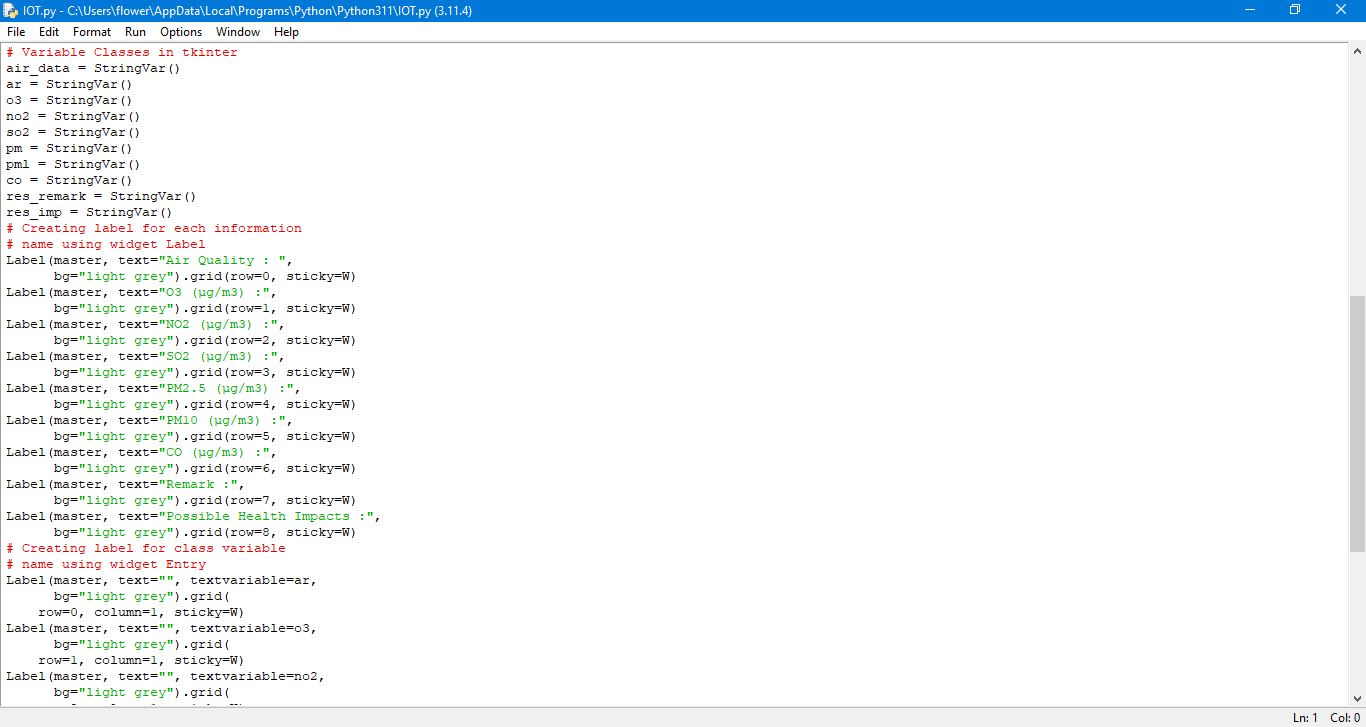 IOT.py - C:\Users\flower\AppData\Local\Programs\Python\Python311\IOT.py (3.11.4)
File Edit Format Run Options Window Help
# Variable Classes in tkinter
air_data = StringVar()
ar = StringVar()
o3 = StringVar()
no2 = StringVar()
so2 = StringVar()
pm = StringVar()
pml = StringVar()
co = StringVar()
res_remark = StringVar()
res_imp = StringVar()
# Creating label for each information
# name using widget Label
Label(master, text="Air Quality : ",
      bg="light grey").grid(row=0, sticky=W)
Label(master, text="O3 (μg/m3) :",
      bg="light grey").grid(row=1, sticky=W)
Label(master, text="NO2 (μg/m3) :",
      bg="light grey").grid(row=2, sticky=W)
Label(master, text="SO2 (μg/m3) :",
      bg="light grey").grid(row=3, sticky=W)
Label(master, text="PM2.5 (μg/m3) :",
      bg="light grey").grid(row=4, sticky=W)
Label(master, text="PM10 (μg/m3) :",
      bg="light grey").grid(row=5, sticky=W)
Label(master, text="CO (μg/m3) :",
      bg="light grey").grid(row=6, sticky=W)
Label(master, text="Remark :",
      bg="light grey").grid(row=7, sticky=W)
Label(master, text="Possible Health Impacts :",
      bg="light grey").grid(row=8, sticky=W)
# Creating label for class variable
# name using widget Entry
Label(master, text="", textvariable=ar,
      bg="light grey").grid(
    row=0, column=1, sticky=W)
Label(master, text="", textvariable=o3,
      bg="light grey").grid(
    row=1, column=1, sticky=W)
Label(master, text="", textvariable=no2,
      bg="light grey").grid(
Ln: 1 Col: 0